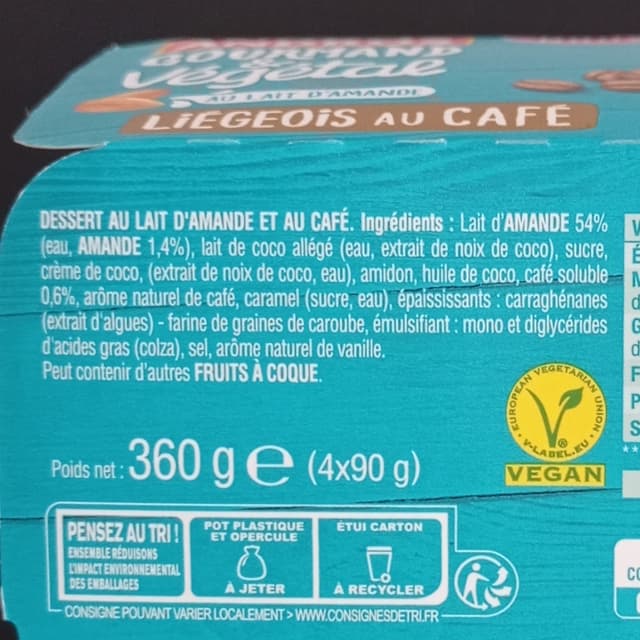 GOURMAND
Végétal
AU LAIT D'AMANDE
LiÉGEOiS AU CAFÉ
DESSERT AU LAIT D'AMANDE ET AU CAFÉ. Ingrédients : Lait d'AMANDE 54%
(eau, AMANDE 1,4%), lait de coco allégé (eau, extrait de noix de coco), sucre,
crème de coco, (extrait de noix de coco, eau), amidon, huile de coco, café soluble
0,6%, arôme naturel de café, caramel (sucre, eau), épaississants : carraghénanes
(extrait d'algues) - farine de graines de caroube, émulsifiant : mono et diglycérides
d'acides gras (colza), sel, arôme naturel de vanille.
Peut contenir d'autres FRUITS À COQUE.
EUROPEAN VEGETARIAN UNION
V-LABEL.EU
VEGAN
Poids net : 360 g e (4x90 g)
PENSEZ AU TRI !
ENSEMBLE RÉDUISONS
L'IMPACT ENVIRONNEMENTAL
DES EMBALLAGES
POT PLASTIQUE
ET OPERCULE
À JETER
ÉTUI CARTON
À RECYCLER
CONSIGNE POUVANT VARIER LOCALEMENT > WWW.CONSIGNESDETRI.FR